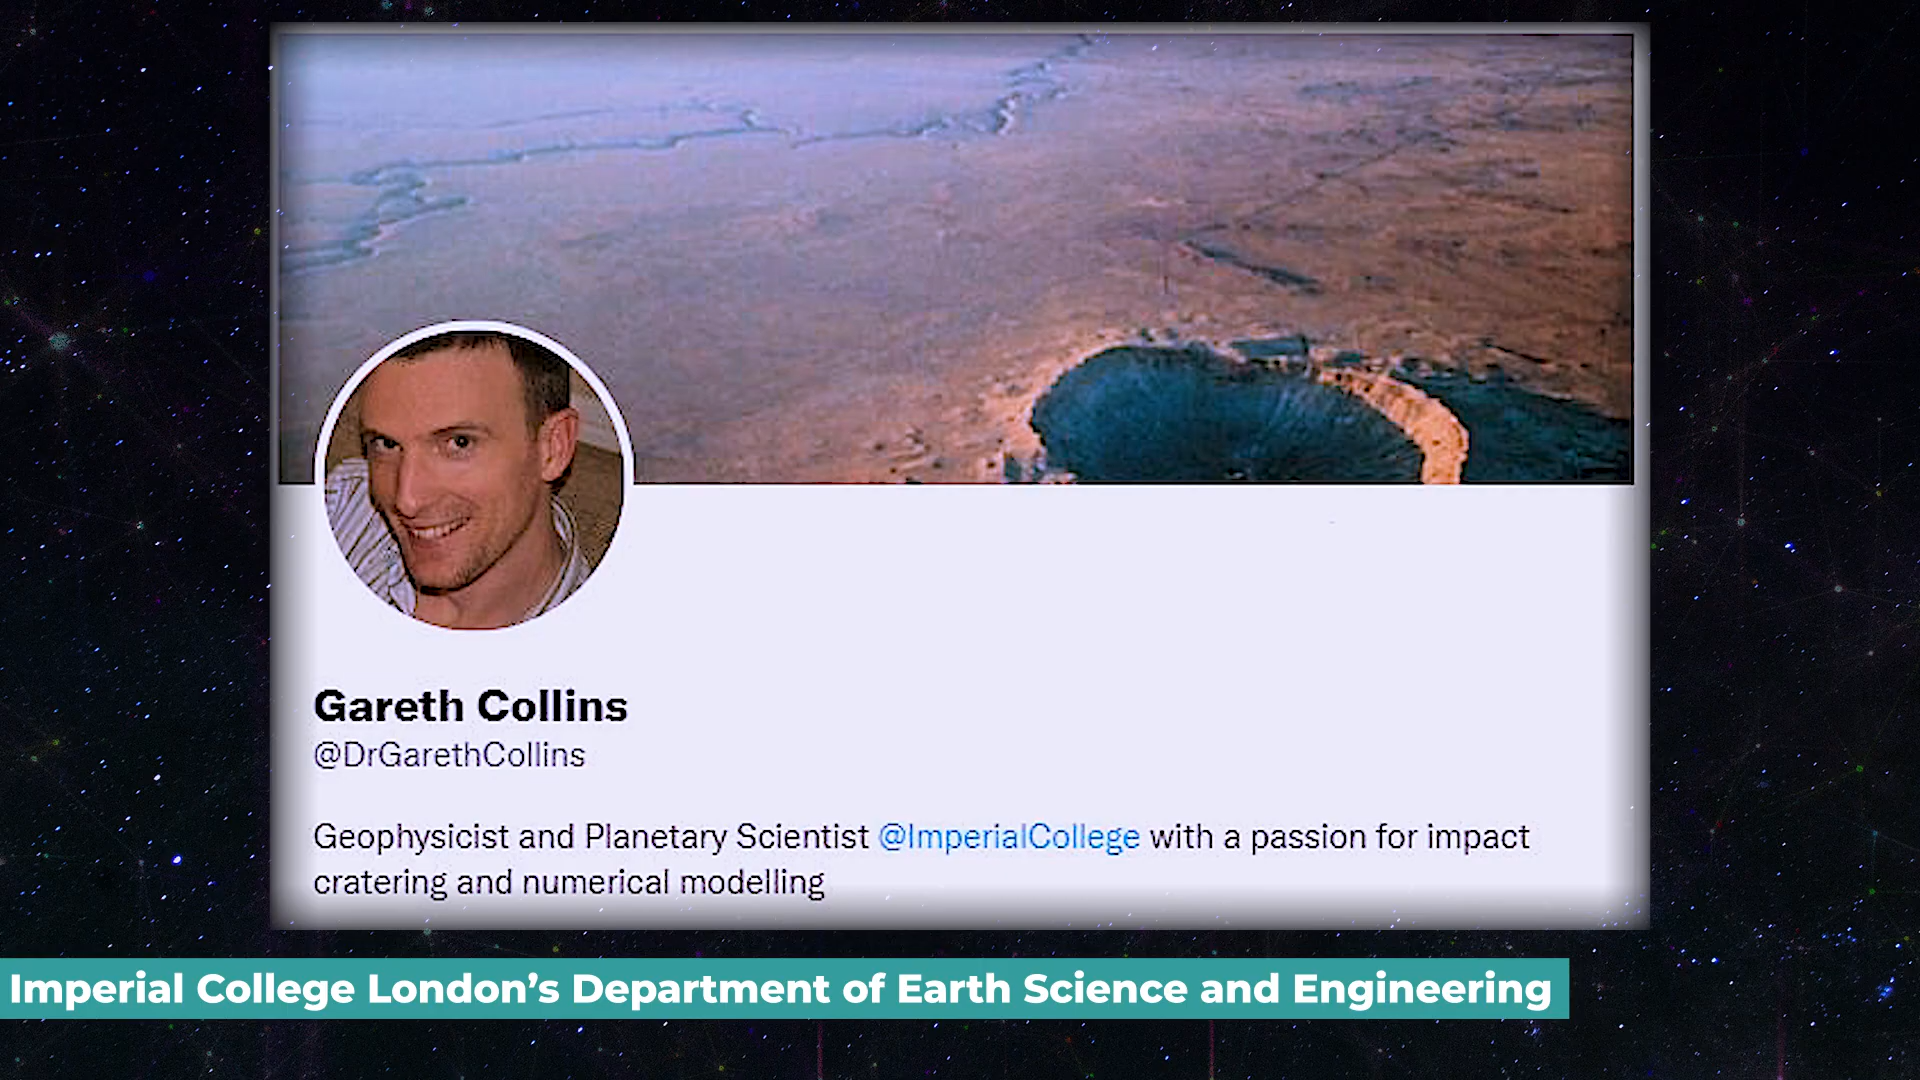 Gareth Collins
@DrGarethCollins
Geophysicist and Planetary Scientist @ImperialCollege with a passion for impact
cratering and numerical modelling
Imperial College London’s Department of Earth Science and Engineering